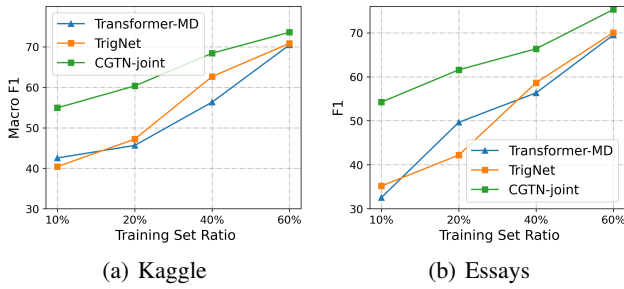 Transformer-MD
TrigNet
CGTN-joint
Macro F1
70
60
50
40
30
10%
20%
40%
60%
Training Set Ratio
(a) Kaggle
F1
70
60
50
40
30
Transformer-MD
TrigNet
CGTN-joint
10%
20%
40%
60%
Training Set Ratio
(b) Essays